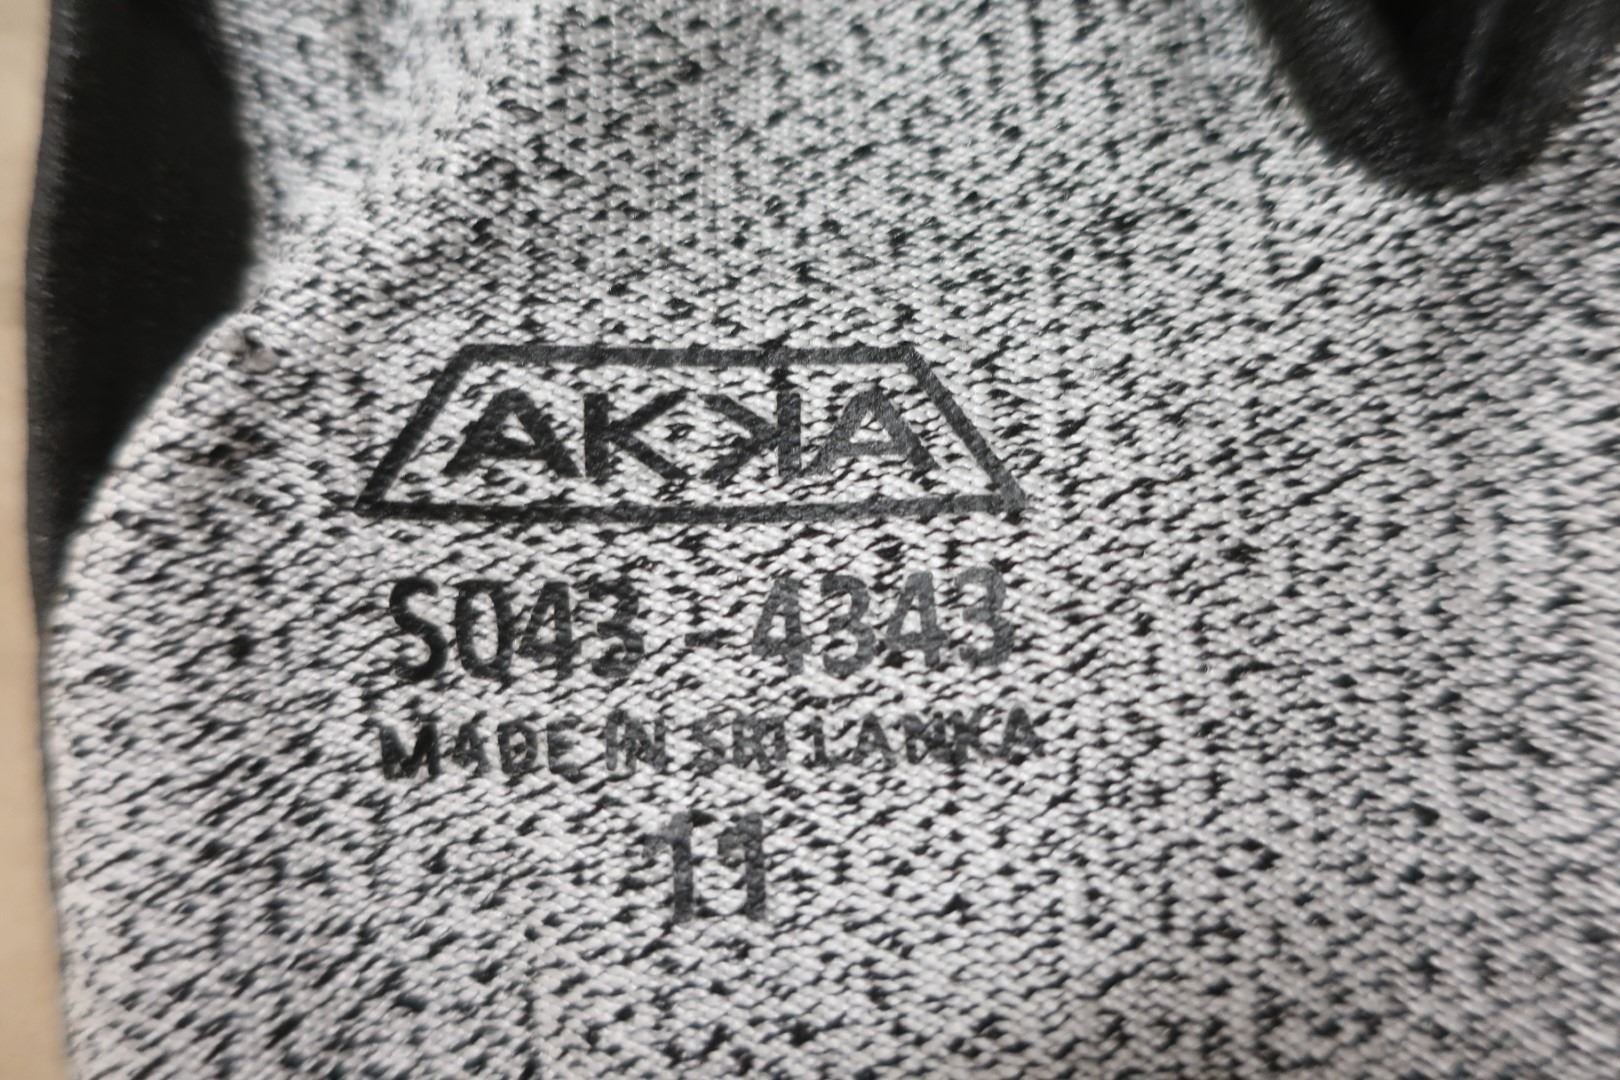 AKKA
S043-4343
MADE IN SRI LANKA
11